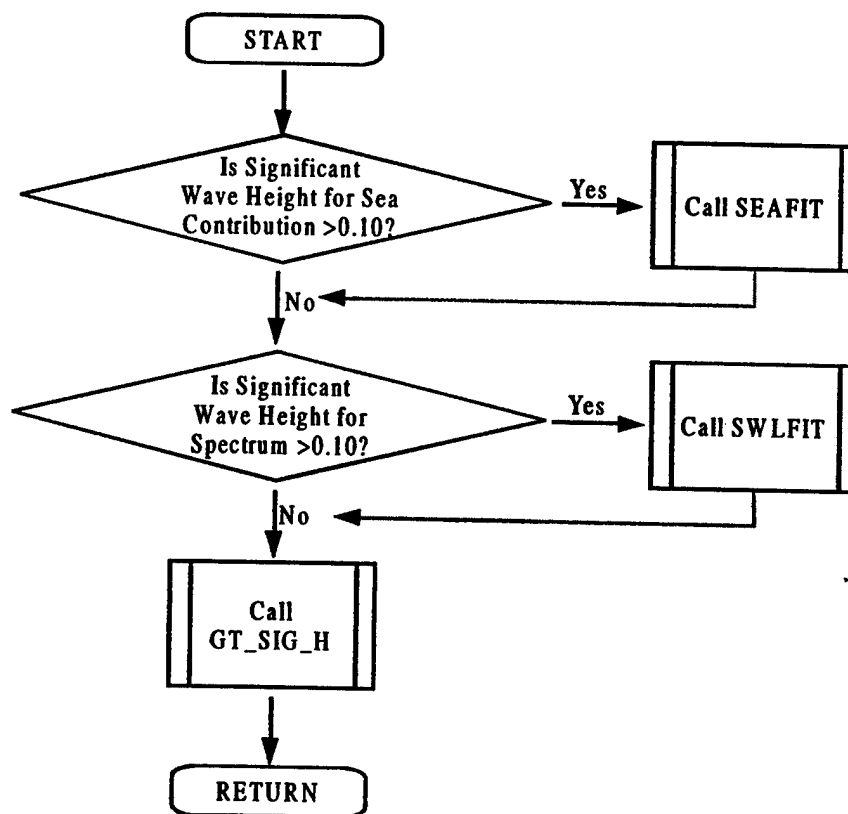 START
Is Significant
Wave Height for Sea
Contribution >0.10?
Yes
Call SEAFIT
No
Is Significant
Wave Height for
Spectrum >0.10?
Yes
Call SWLFIT
No
Call
GT_SIG_H
RETURN